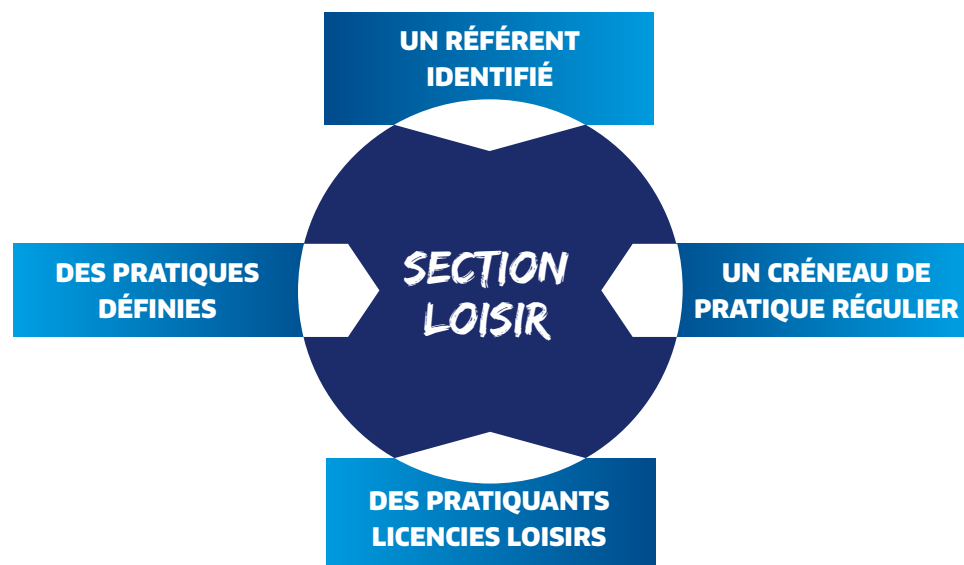 UN RÉFÉRENT
IDENTIFIÉ
DES PRATIQUES
DÉFINIES
SECTION
LOISIR
UN CRÉNEAU DE
PRATIQUE RÉGULIER
DES PRATIQUANTS
LICENCIES LOISIRS